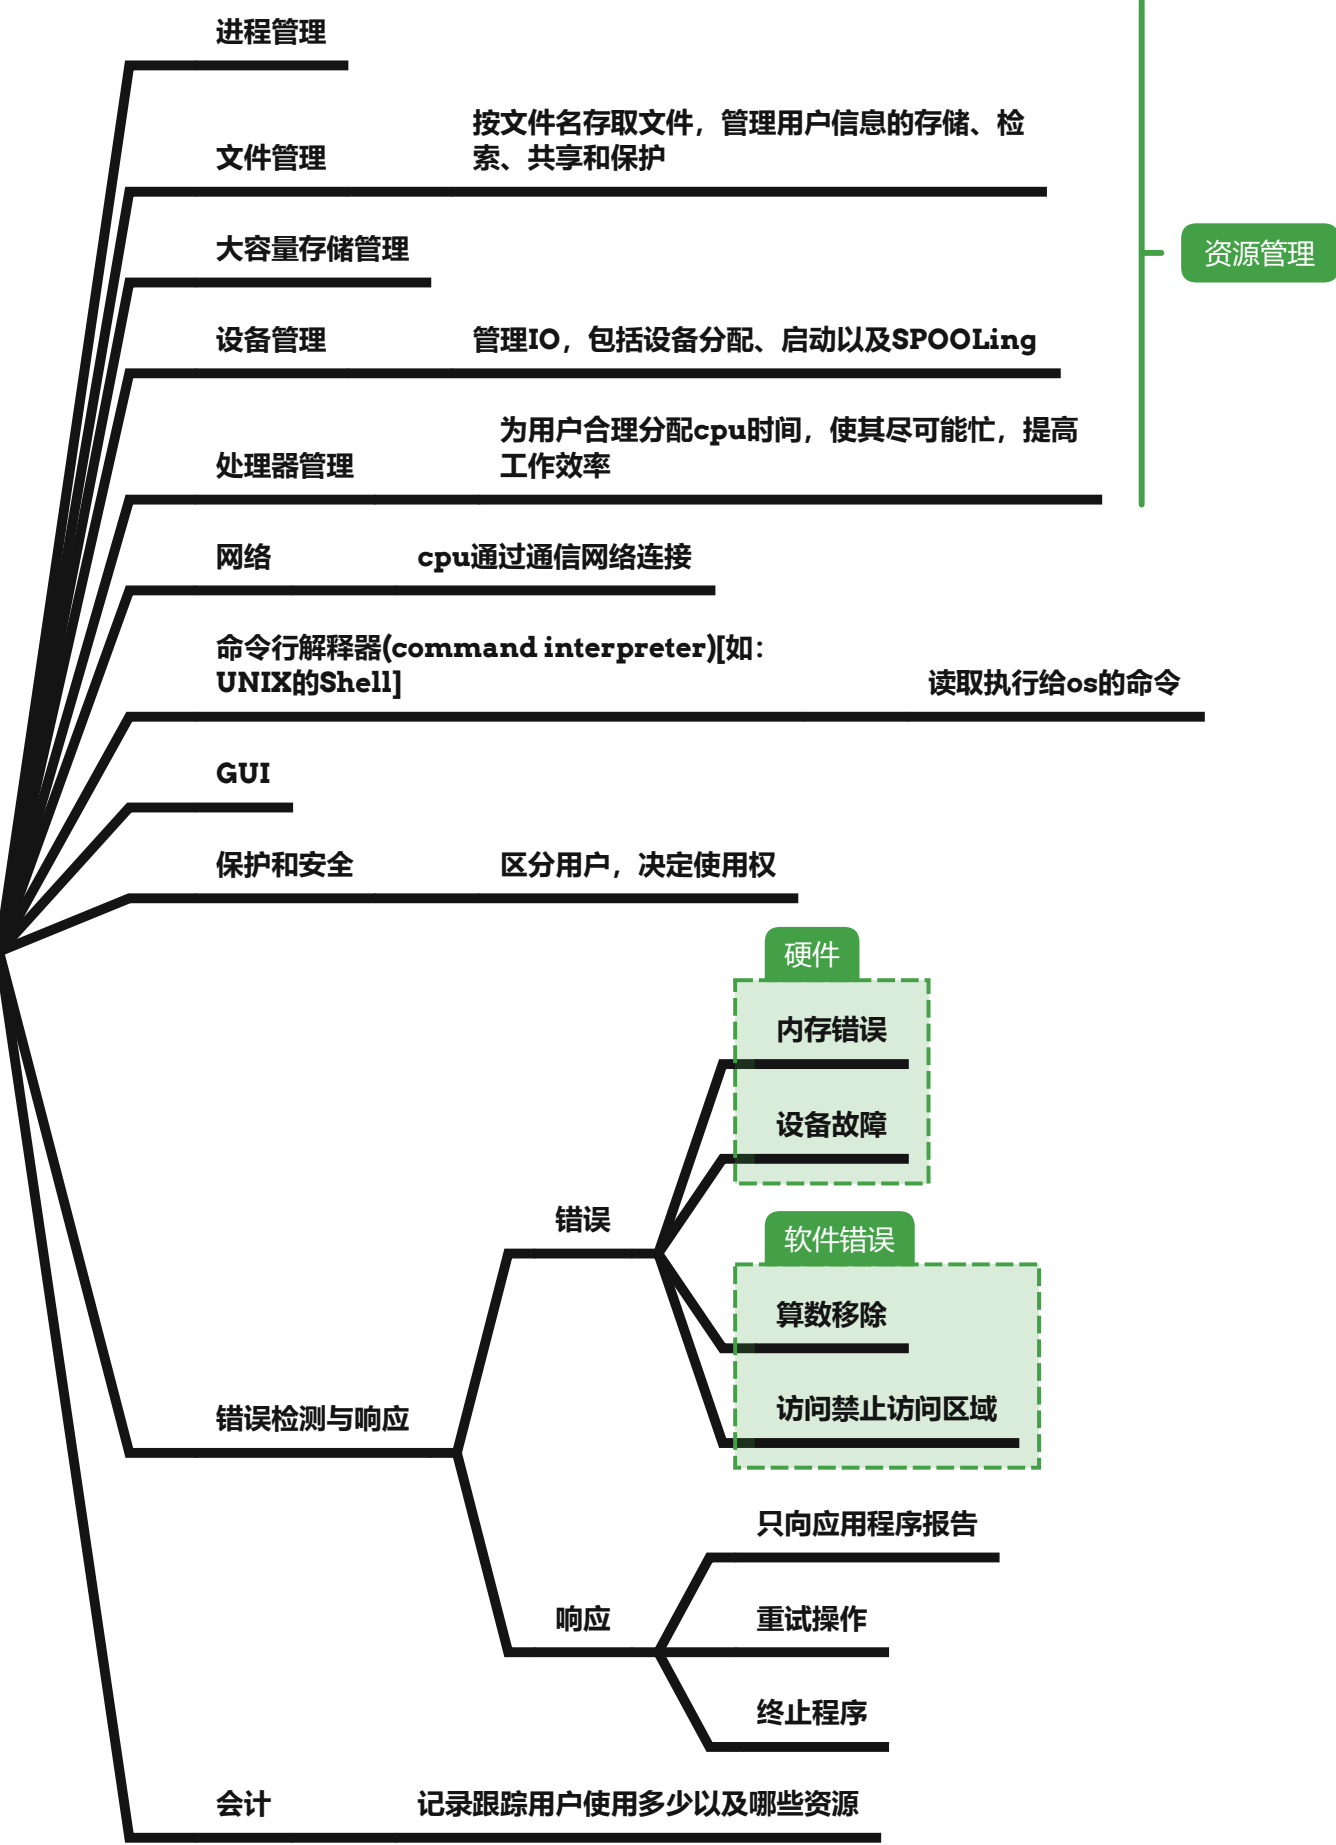 进程管理
文件管理
按文件名存取文件，管理用户信息的存储、检
索、共享和保护
大容量存储管理
设备管理
管理IO，包括设备分配、启动以及SPOOLing
处理器管理
为用户合理分配cpu时间，使其尽可能忙，提高
工作效率
资源管理
网络
cpu通过通信网络连接
命令行解释器(command interpreter)[如：
UNIX的Shell]
读取执行给os的命令
GUI
保护和安全
区分用户，决定使用权
错误检测与响应
错误
硬件
内存错误
设备故障
软件错误
算数移除
访问禁止访问区域
响应
只向应用程序报告
重试操作
终止程序
会计
记录跟踪用户使用多少以及哪些资源